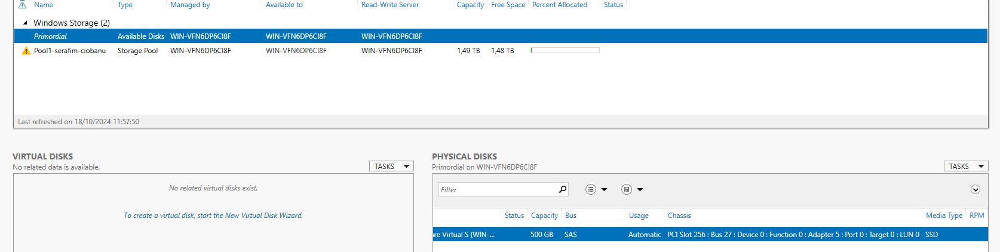 Name Type Managed by Available to Read-Write Server Capacity Free Space Percent Allocated Status
Windows Storage (2)
Primordial Available Disks WIN-VFN6DP6CI8F WIN-VFN6DP6CI8F WIN-VFN6DP6CI8F
Pool1-serafim-ciobanu Storage Pool WIN-VFN6DP6CI8F WIN-VFN6DP6CI8F WIN-VFN6DP6CI8F 1,49 TB 1,48 TB
Last refreshed on 18/10/2024 11:57:50
VIRTUAL DISKS
No related data is available.
TASKS
No related virtual disks exist.
To create a virtual disk, start the New Virtual Disk Wizard.
PHYSICAL DISKS
Primordial on WIN-VFN6DP6CI8F
TASKS
Filter
Status Capacity Bus Usage Chassis Media Type RPM
re Virtual S (WIN-... 500 GB SAS Automatic PCI Slot 256 : Bus 27 : Device 0 : Function 0 : Adapter 5 : Port 0 : Target 0 : LUN 0 SSD